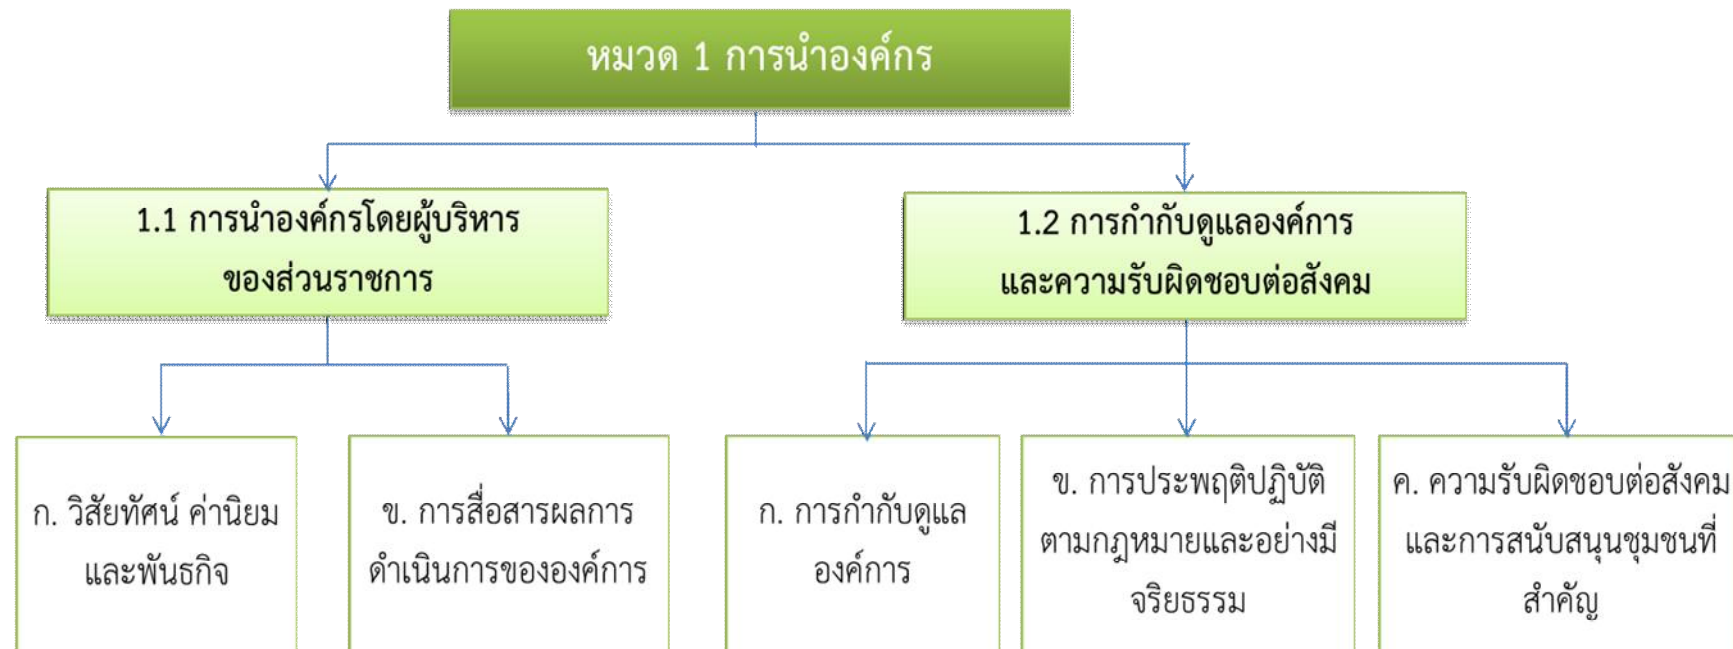 หมวด 1 การนำองค์กร
1.1 การนำองค์กรโดยผู้บริหาร
ของส่วนราชการ
1.2 การกำกับดูแลองค์การ
และความรับผิดชอบต่อสังคม
ก. วิสัยทัศน์ ค่านิยม
และพันธกิจ
ข. การสื่อสารผลการ
ดำเนินการขององค์การ
ก. การกำกับดูแล
องค์การ
ข. การประพฤติปฏิบัติ
ตามกฎหมายและอย่างมี
จริยธรรม
ค. ความรับผิดชอบต่อสังคม
และการสนับสนุนชุมชนที่
สำคัญ